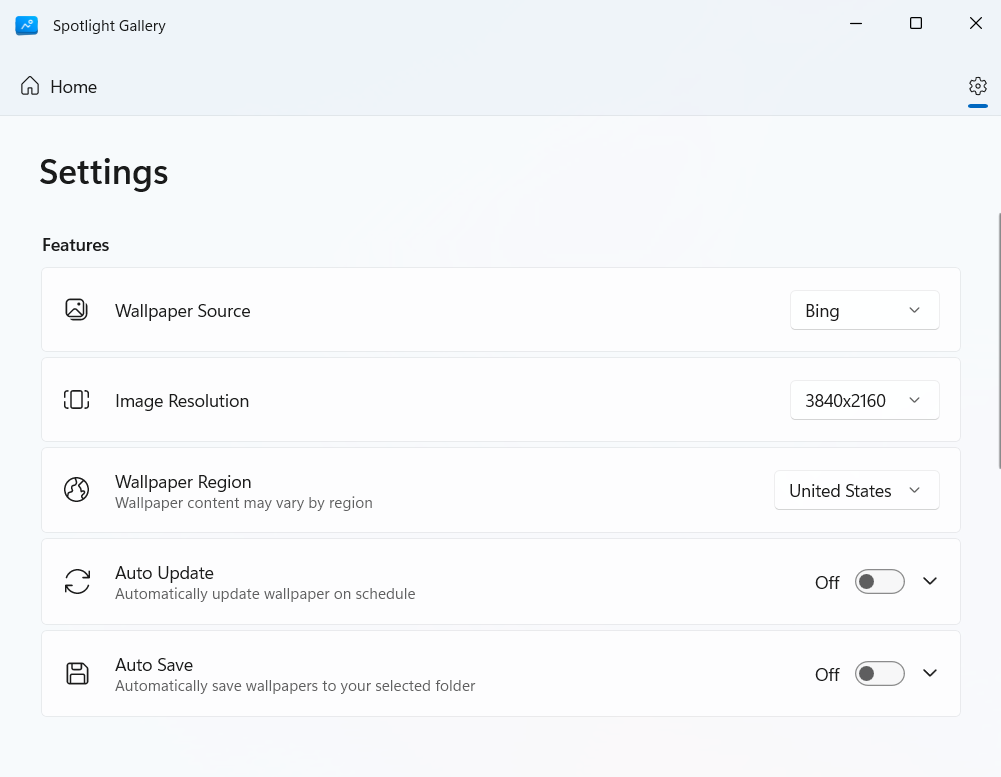 Spotlight Gallery
Home
Settings
Features
Wallpaper Source
Bing
Image Resolution
3840x2160
Wallpaper Region
Wallpaper content may vary by region
United States
Auto Update
Automatically update wallpaper on schedule
Off
Auto Save
Automatically save wallpapers to your selected folder
Off